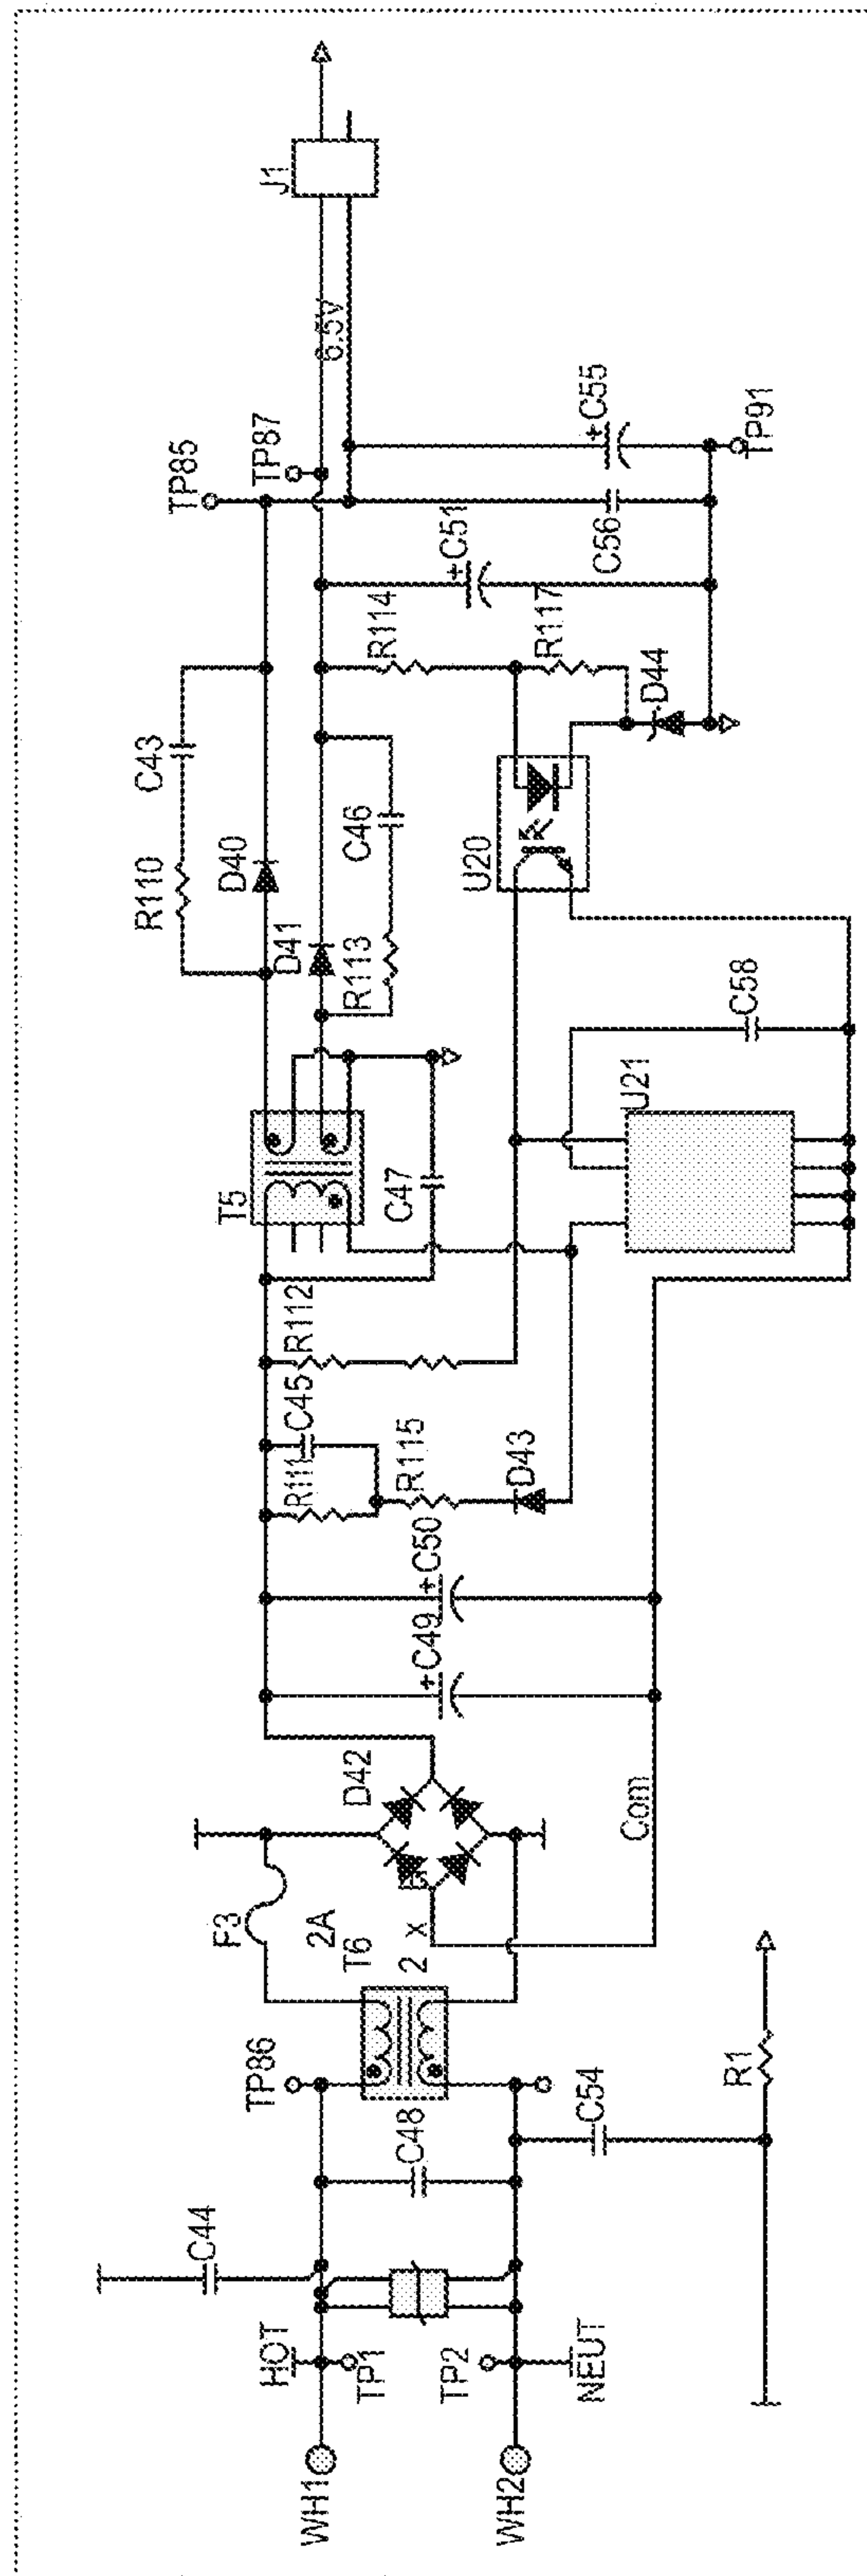 WH1
WH2
HOT
TP1
TP2
NEUT
C44
C48
C54
R1
TP86
T6
F3
2A
2 X
D42
Com
+C49
+C50
R111
C45
R115
D43
R112
T5
C47
U21
C58
R110
C43
D40
D41
R113
C46
U20
R114
R117
D44
+C51
C56
+C55
TP85
TP87
TP91
6.5V
J1